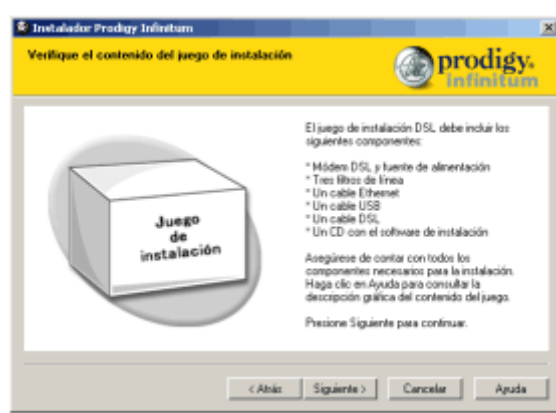 Instalador Prodigy Infinitum
Verifique el contenido del juego de instalación
prodigy.
infinitum
El juego de instalación DSL debe incluir los
siguientes componentes:
* Módem DSL y fuente de alimentación
* Tres filtros de línea
* Un cable Ethernet
* Un cable USB
* Un cable DSL
* Un CD con el software de instalación
Juego
de
instalación
Asegúrese de contar con todos los
componentes necesarios para la instalación.
Haga clic en Ayuda para consultar la
descripción gráfica del contenido del juego.
Presione Siguiente para continuar.
< Atrás Siguiente > Cancelar Ayuda